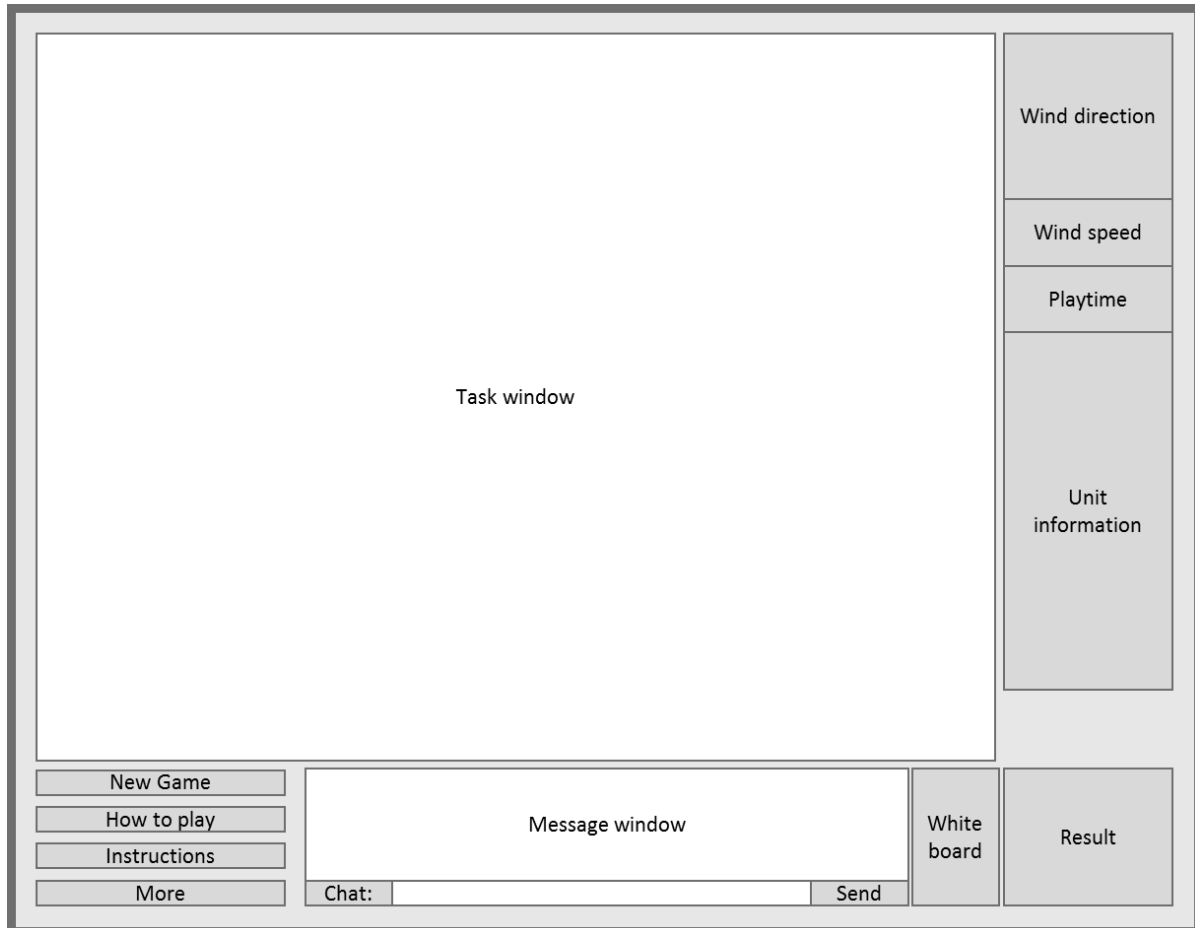 Wind direction
Wind speed
Playtime
Task window
Unit
information
New Game
How to play
Instructions
More
Message window
Chat:
Send
White
board
Result